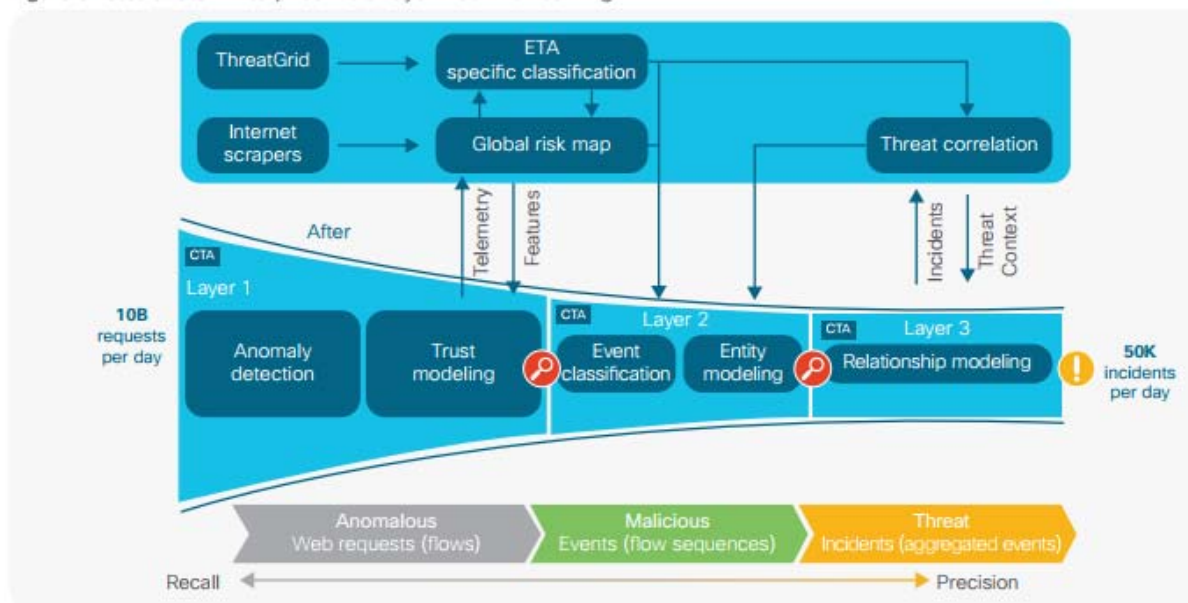 ThreatGrid
ETA
specific classification
Internet
scrapers
Global risk map
Threat correlation
After
Telemetry
Features
Incidents
Threat
Context
CTA
Layer 1
10B
requests
per day
Anomaly
detection
Trust
modeling
CTA
Layer 2
Event
classification
Entity
modeling
CTA
Layer 3
Relationship modeling
50K
incidents
per day
Anomalous
Web requests (flows)
Malicious
Events (flow sequences)
Threat
Incidents (aggregated events)
Recall
Precision